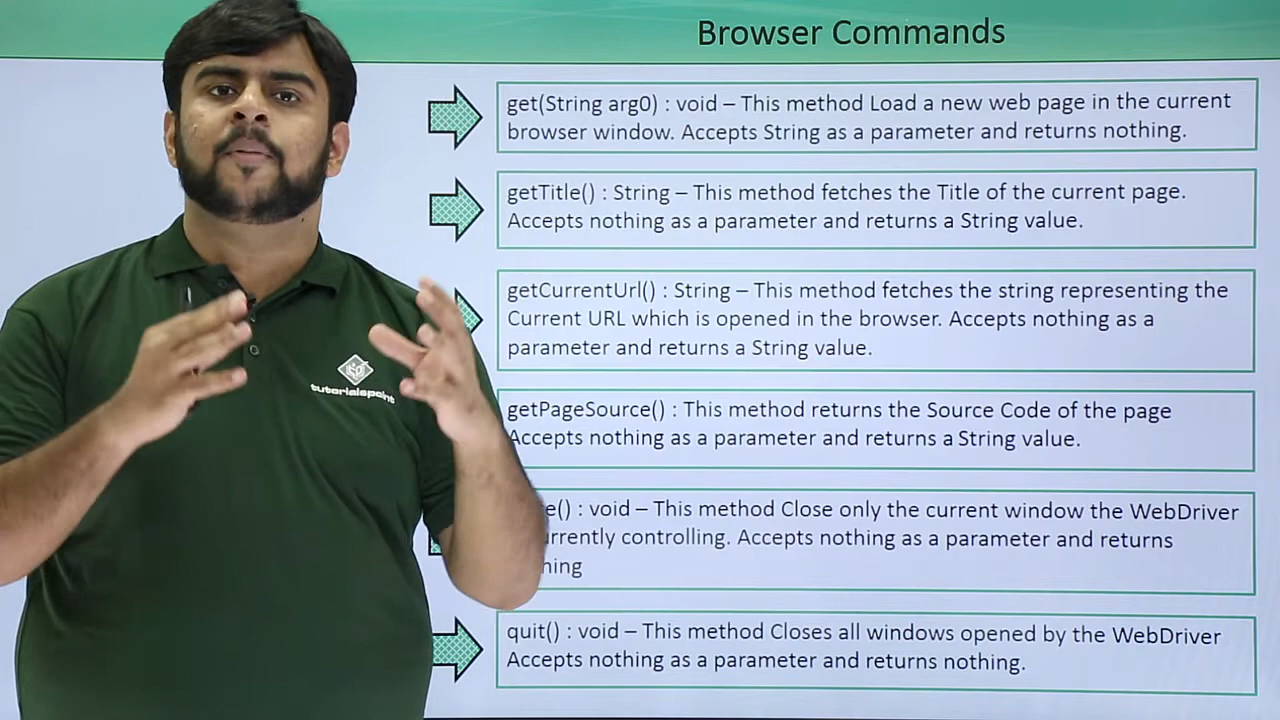 Browser Commands
get(String arg0) : void – This method Load a new web page in the current
browser window. Accepts String as a parameter and returns nothing.
getTitle() : String – This method fetches the Title of the current page.
Accepts nothing as a parameter and returns a String value.
getCurrentUrl() : String – This method fetches the string representing the
Current URL which is opened in the browser. Accepts nothing as a
parameter and returns a String value.
getPageSource() : This method returns the Source Code of the page
Accepts nothing as a parameter and returns a String value.
: void – This method Close only the current window the WebDriver
controlling. Accepts nothing as a parameter and returns
quit() : void – This method Closes all windows opened by the WebDriver
Accepts nothing as a parameter and returns nothing.
tutorialspoint